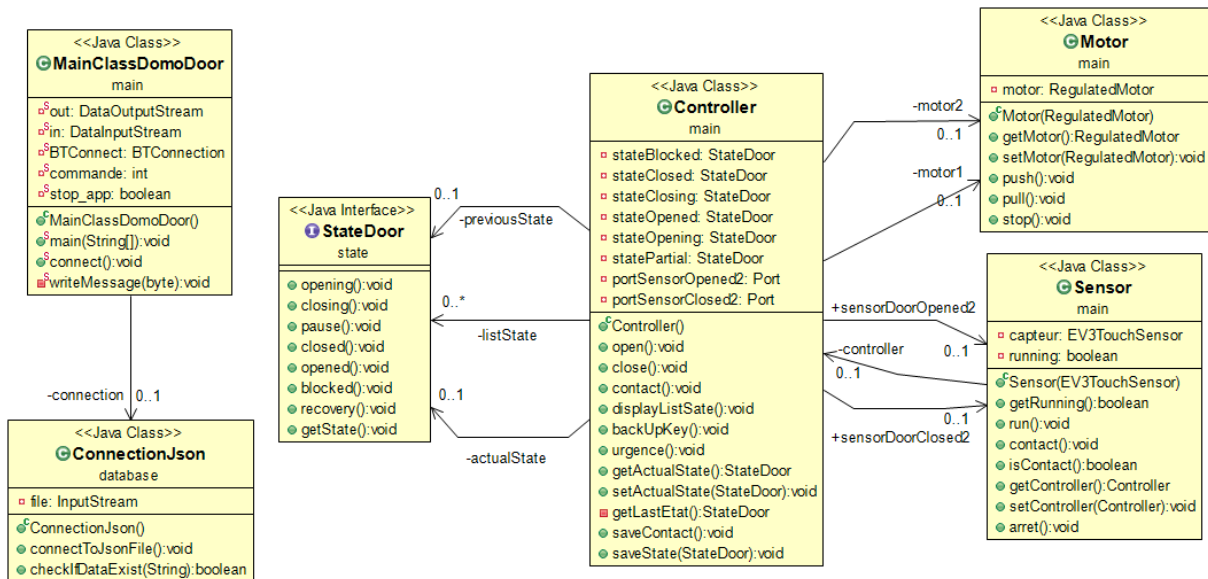 <<Java Class>>
MainClassDomoDoor
main
out: DataOutputStream
in: DataInputStream
BTConnect: BTConnection
commande: int
stop_app: boolean
MainClassDomoDoor()
main(String[]):void
connect():void
writeMessage(byte):void
-connection
0..1
<<Java Class>>
ConnectionJson
database
file: InputStream
ConnectionJson()
connectToJsonFile():void
checkIfDataExist(String):boolean
<<Java Interface>>
StateDoor
state
opening():void
closing():void
pause():void
closed():void
opened():void
blocked():void
recovery():void
getState():void
0..1
-previousState
0..*
-listState
0..1
-actualState
<<Java Class>>
Controller
main
stateBlocked: StateDoor
stateClosed: StateDoor
stateClosing: StateDoor
stateOpened: StateDoor
stateOpening: StateDoor
statePartial: StateDoor
portSensorOpened2: Port
portSensorClosed2: Port
Controller()
open():void
close():void
contact():void
displayListSate():void
backUpKey():void
urgence():void
getActualState():StateDoor
setActualState(StateDoor):void
getLastEtat():StateDoor
saveContact():void
saveState(StateDoor):void
-motor2
0..1
-motor1
0..1
<<Java Class>>
Motor
main
motor: RegulatedMotor
Motor(RegulatedMotor)
getMotor():RegulatedMotor
setMotor(RegulatedMotor):void
push():void
pull():void
stop():void
+sensorDoorOpened2
0..1
-controller
0..1
0..1
+sensorDoorClosed2
<<Java Class>>
Sensor
main
capteur: EV3TouchSensor
running: boolean
Sensor(EV3TouchSensor)
getRunning():boolean
run():void
contact():void
isContact():boolean
getController():Controller
setController(Controller):void
arret():void